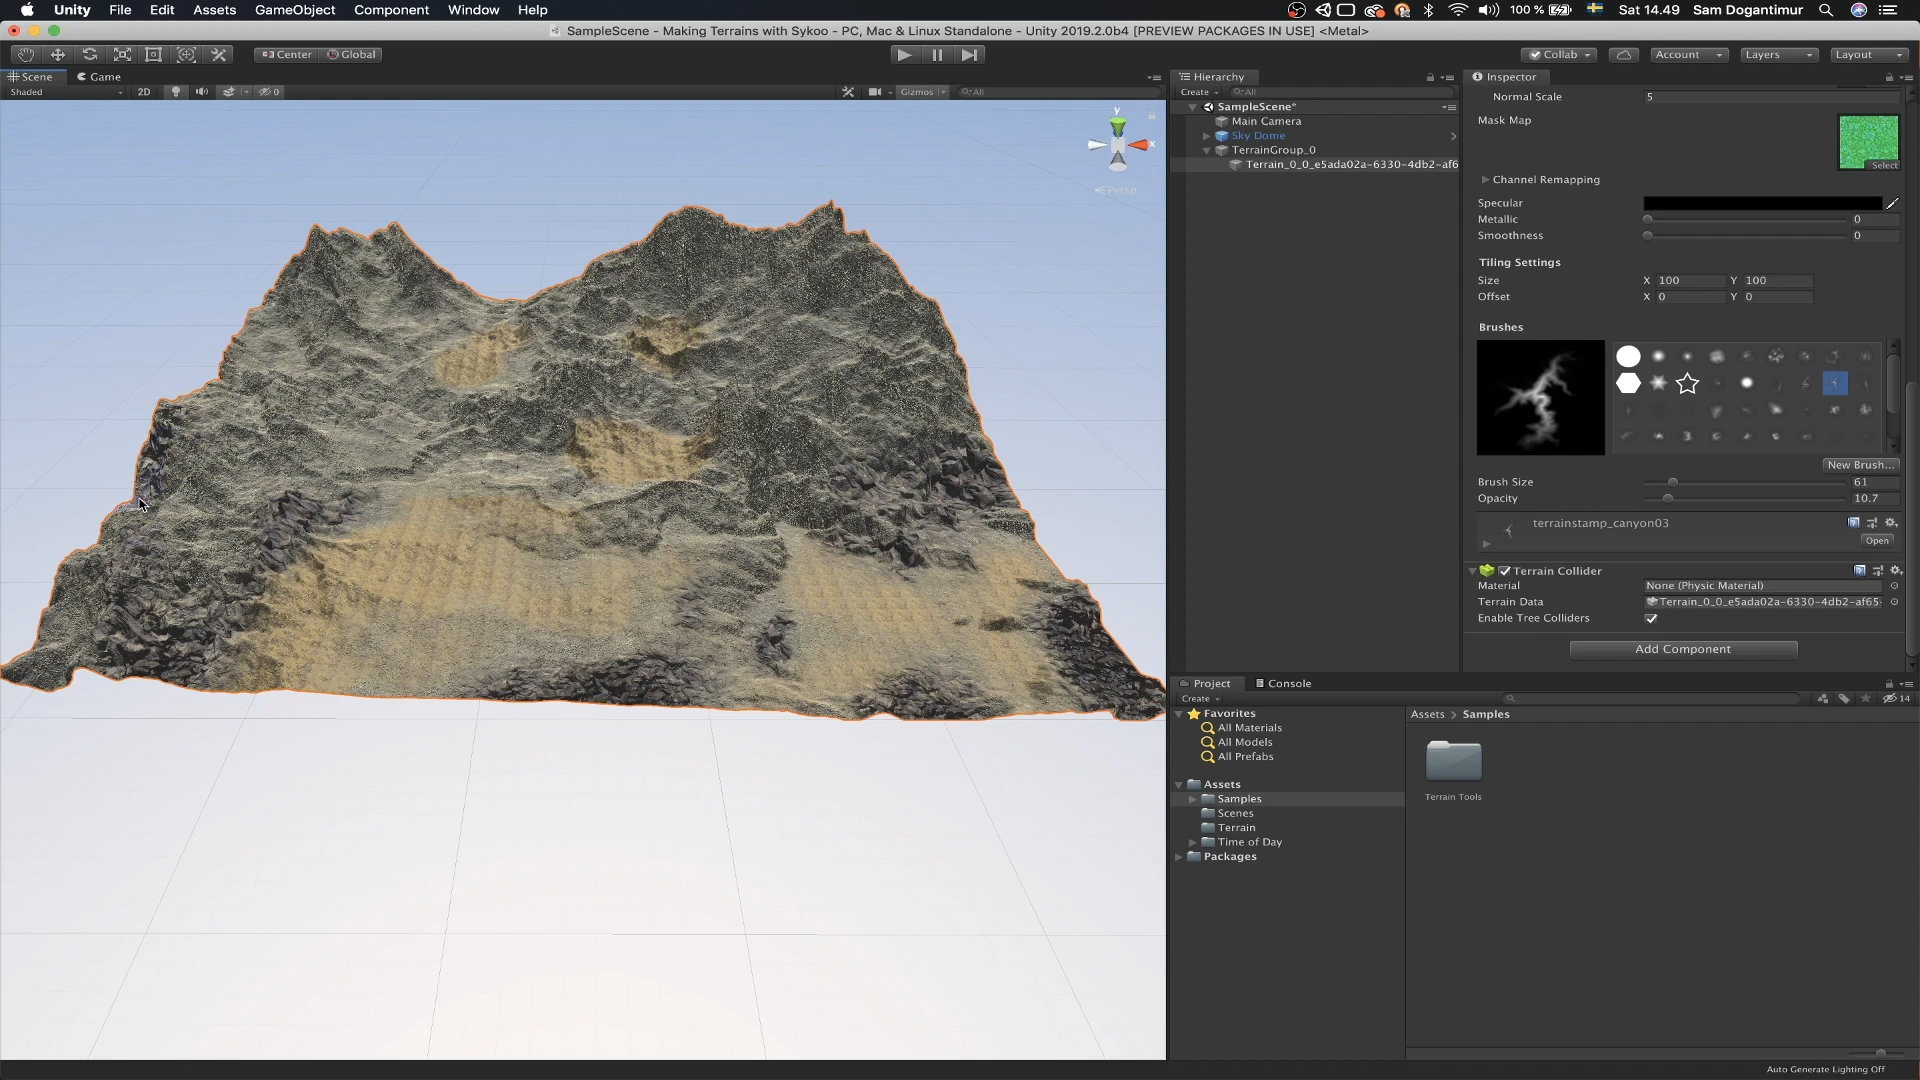 Unity File Edit Assets GameObject Component Window Help 100 % Sat 14.49 Sam Dogantimur
SampleScene - Making Terrains with Sykoo - PC, Mac & Linux Standalone - Unity 2019.2.0b4 [PREVIEW PACKAGES IN USE] <Metal>
Center Global Collab Account Layers Layout
Scene Game
Shaded 2D 0 Gizmos All
y
x
Persp
Hierarchy
Create All
SampleScene*
Main Camera
Sky Dome
TerrainGroup_0
Terrain_0_0_e5ada02a-6330-4db2-af6
Inspector
Normal Scale 5
Mask Map
Select
Channel Remapping
Specular
Metallic 0
Smoothness 0
Tiling Settings
Size X 100 Y 100
Offset X 0 Y 0
Brushes
New Brush...
Brush Size 61
Opacity 10.7
terrainstamp_canyon03
Open
Terrain Collider
Material None (Physic Material)
Terrain Data Terrain_0_0_e5ada02a-6330-4db2-af65-
Enable Tree Colliders
Add Component
Project Console
Create 14
Favorites
All Materials
All Models
All Prefabs
Assets
Samples
Scenes
Terrain
Time of Day
Packages
Assets > Samples
Terrain Tools
Auto Generate Lighting Off